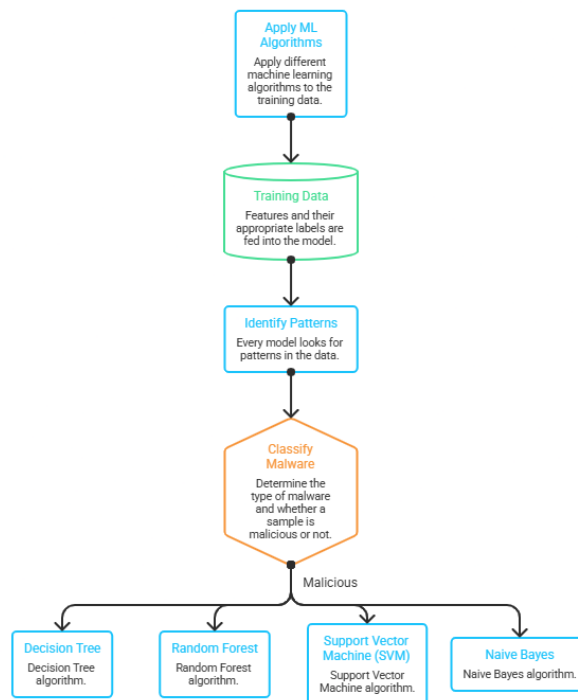 Apply ML
Algorithms
Apply different
machine learning
algorithms to the
training data.
Training Data
Features and their
appropriate labels are
fed into the model.
Identify Patterns
Every model looks for
patterns in the data.
Classify
Malware
Determine the
type of malware
and whether a
sample is
malicious or not.
Malicious
Decision Tree
Decision Tree
algorithm.
Random Forest
Random Forest
algorithm.
Support Vector
Machine (SVM)
Support Vector
Machine algorithm.
Naive Bayes
Naive Bayes algorithm.